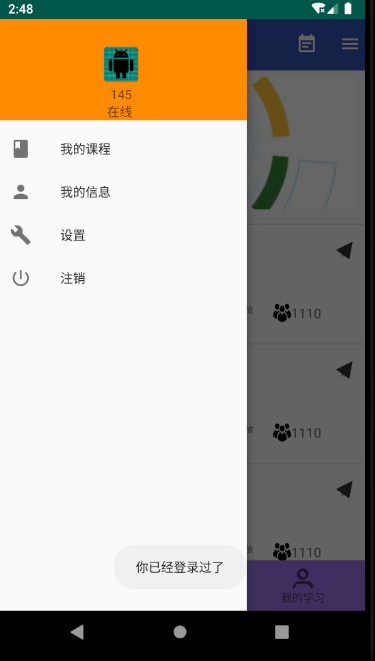 2:48
145
在线
我的课程
我的信息
设置
注销
1110
1110
1110
你已经登录过了
我的学习